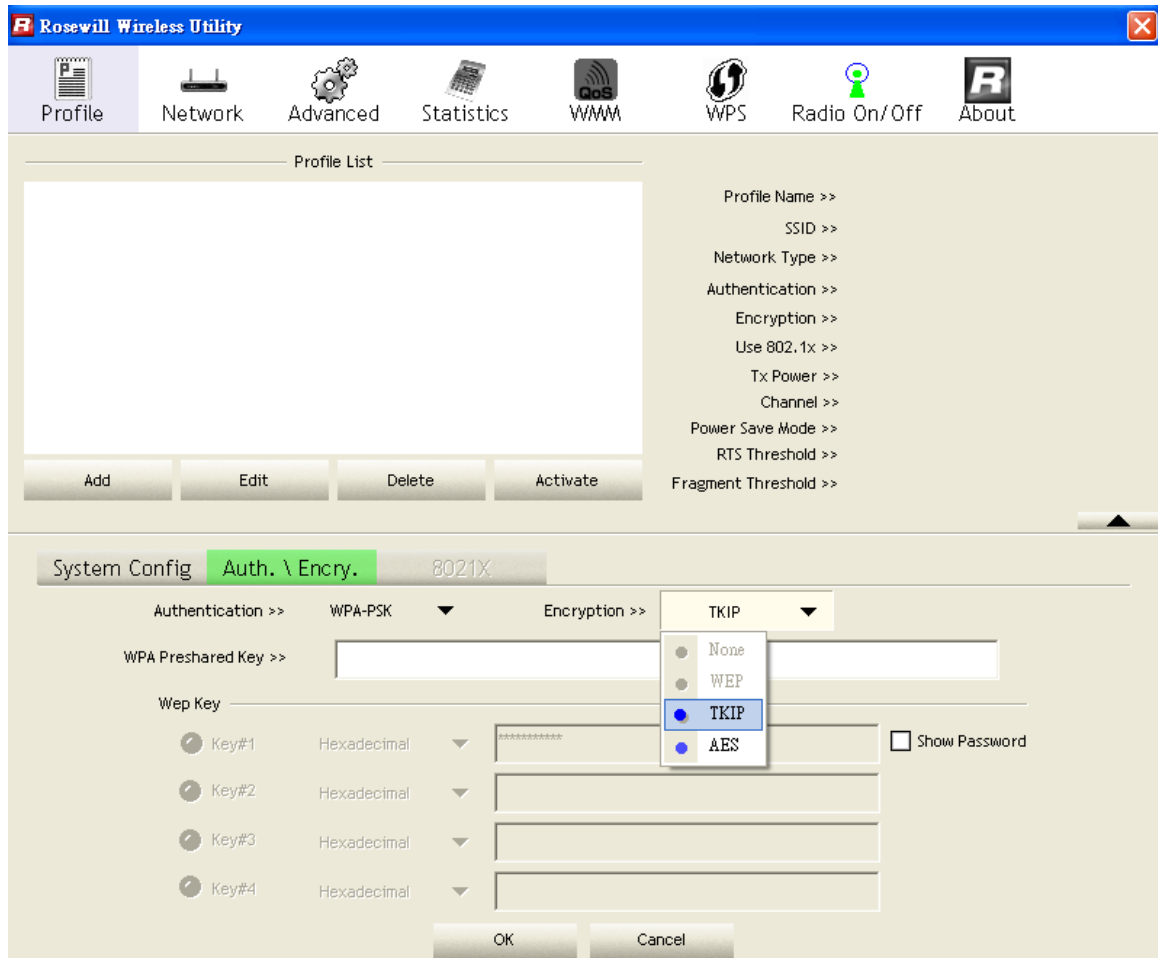 R Rosewill Wireless Utility
Profile Network Advanced Statistics QoS WMM WPS Radio On/Off R About
Profile List
Profile Name >>
SSID >>
Network Type >>
Authentication >>
Encryption >>
Use 802.1x >>
Tx Power >>
Channel >>
Power Save Mode >>
RTS Threshold >>
Fragment Threshold >>
Add Edit Delete Activate
System Config Auth. \ Encry. 8021X
Authentication >> WPA-PSK Encryption >> TKIP
WPA Preshared Key >>
None
WEP
TKIP
AES
Wep Key
Key#1 Hexadecimal *********** Show Password
Key#2 Hexadecimal
Key#3 Hexadecimal
Key#4 Hexadecimal
OK Cancel